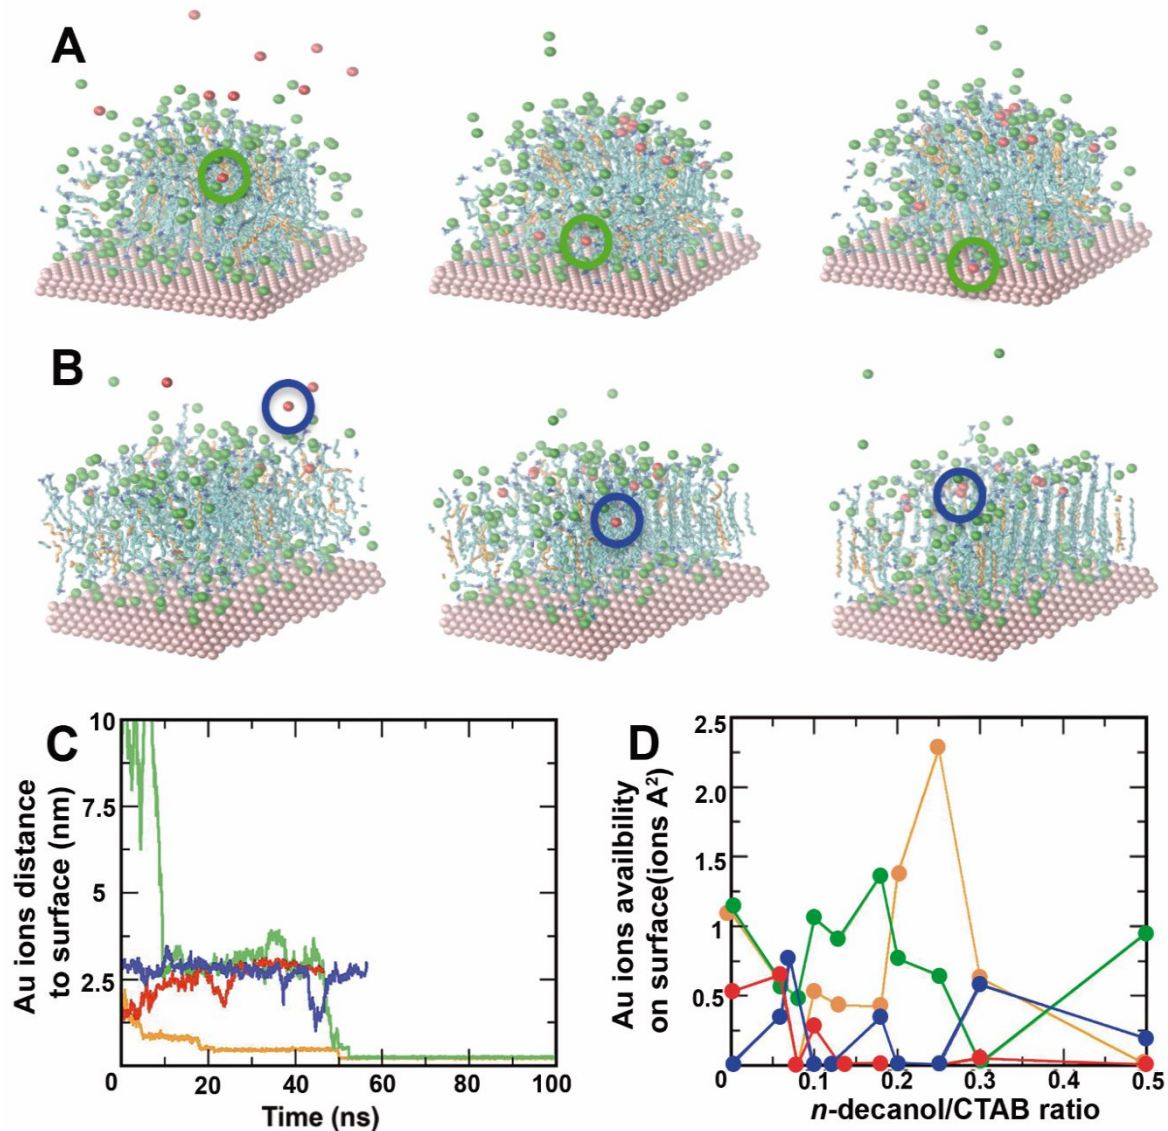 A
B
C
10
7.5
5
2.5
0
20
40
60
80
100
Au ions distance
to surface (nm)
Time (ns)
D
2.5
2.0
1.5
1
0.5
0
0
0.1
0.2
0.3
0.4
0.5
Au ions availbility
on surface(ions A²)
n-decanol/CTAB ratio